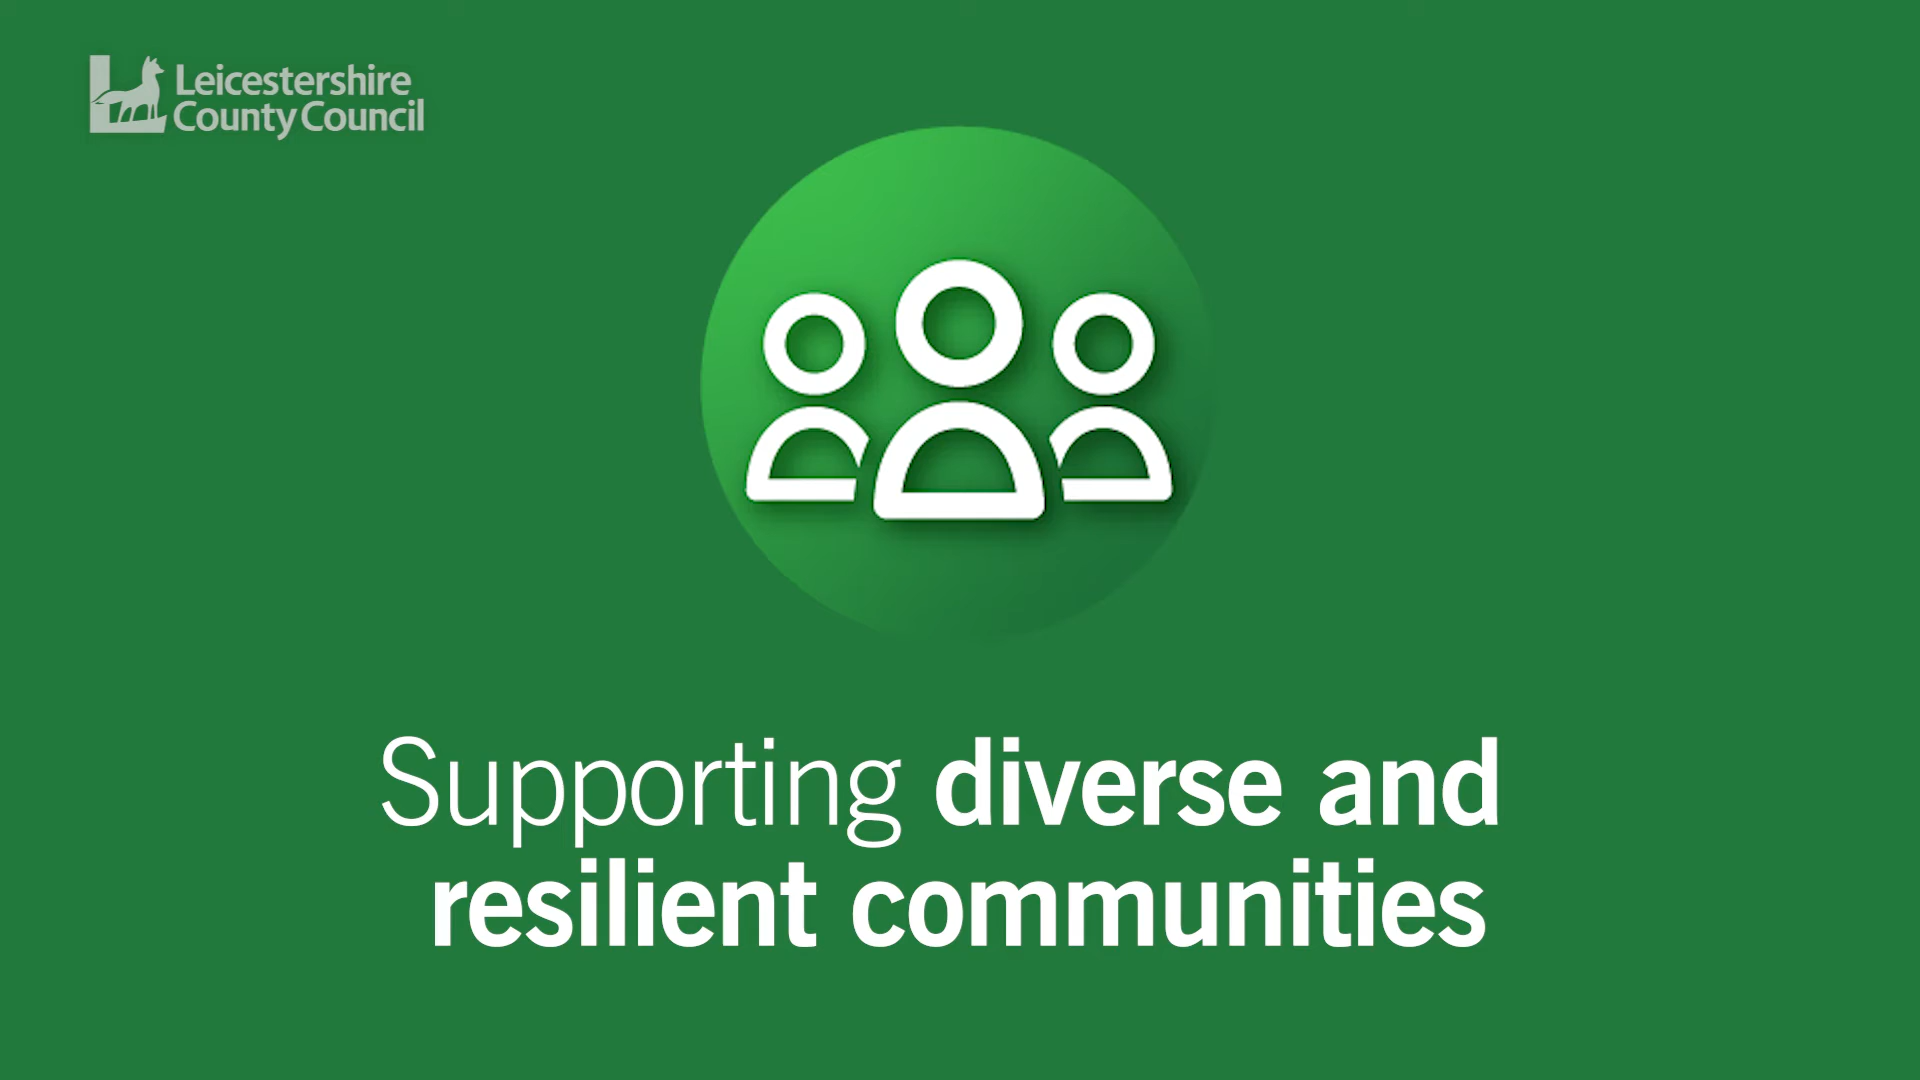 Leicestershire
County Council
Supporting diverse and
resilient communities